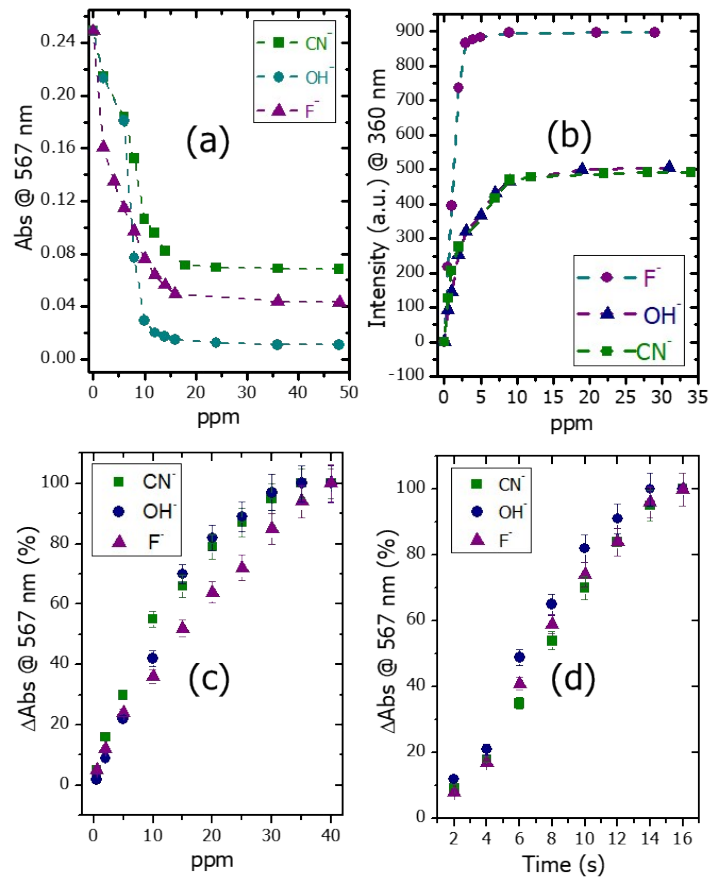 0.24
0.20
0.16
0.12
0.08
0.04
0.00
Abs @ 567 nm
0 10 20 30 40 50
ppm
CN-
OH-
F-
(a)
900
800
700
600
500
400
300
200
100
0
-100
Intensity (a.u.) @ 360 nm
0 5 10 15 20 25 30 35
ppm
(b)
F-
OH-
CN-
100
80
60
40
20
0
ΔAbs @ 567 nm (%)
0 10 20 30 40
ppm
CN-
OH-
F-
(c)
100
80
60
40
20
0
ΔAbs @ 567 nm (%)
2 4 6 8 10 12 14 16
Time (s)
CN-
OH-
F-
(d)